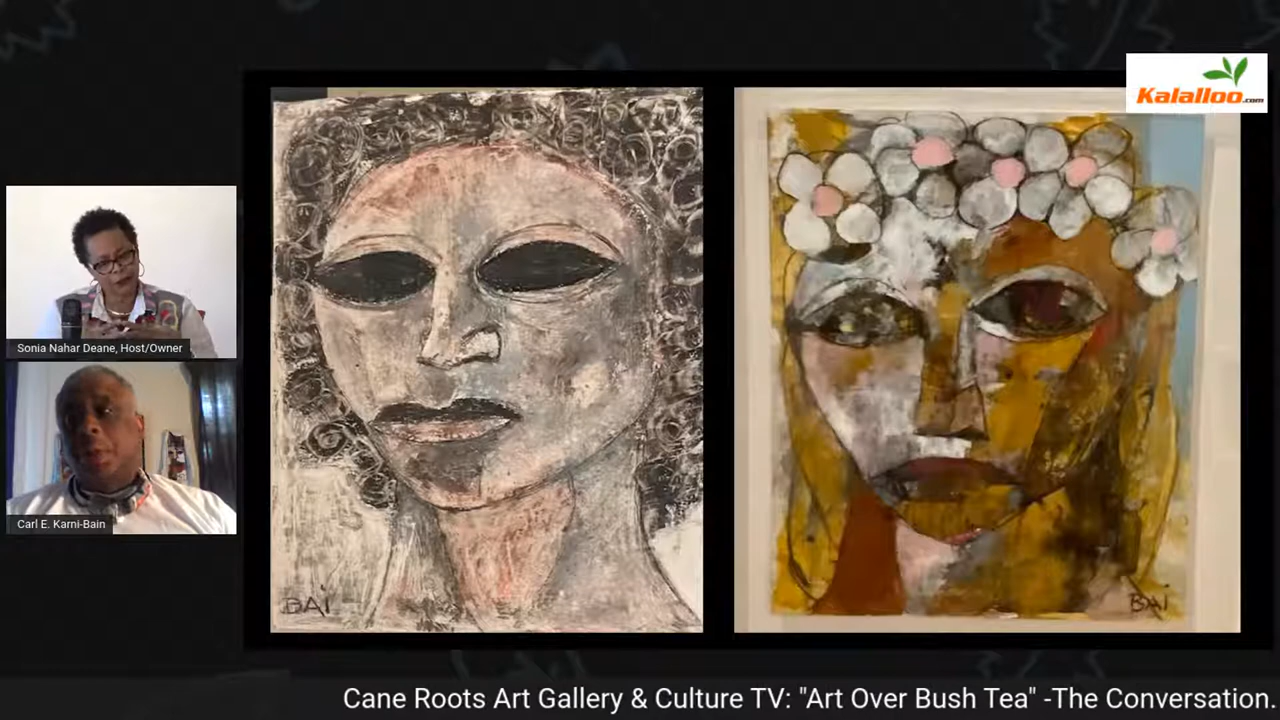 Kalalloo.com
Sonia Nahar Deane, Host/Owner
Carl E. Karni-Bain
BAi
BAi
Cane Roots Art Gallery & Culture TV: "Art Over Bush Tea" -The Conversation.